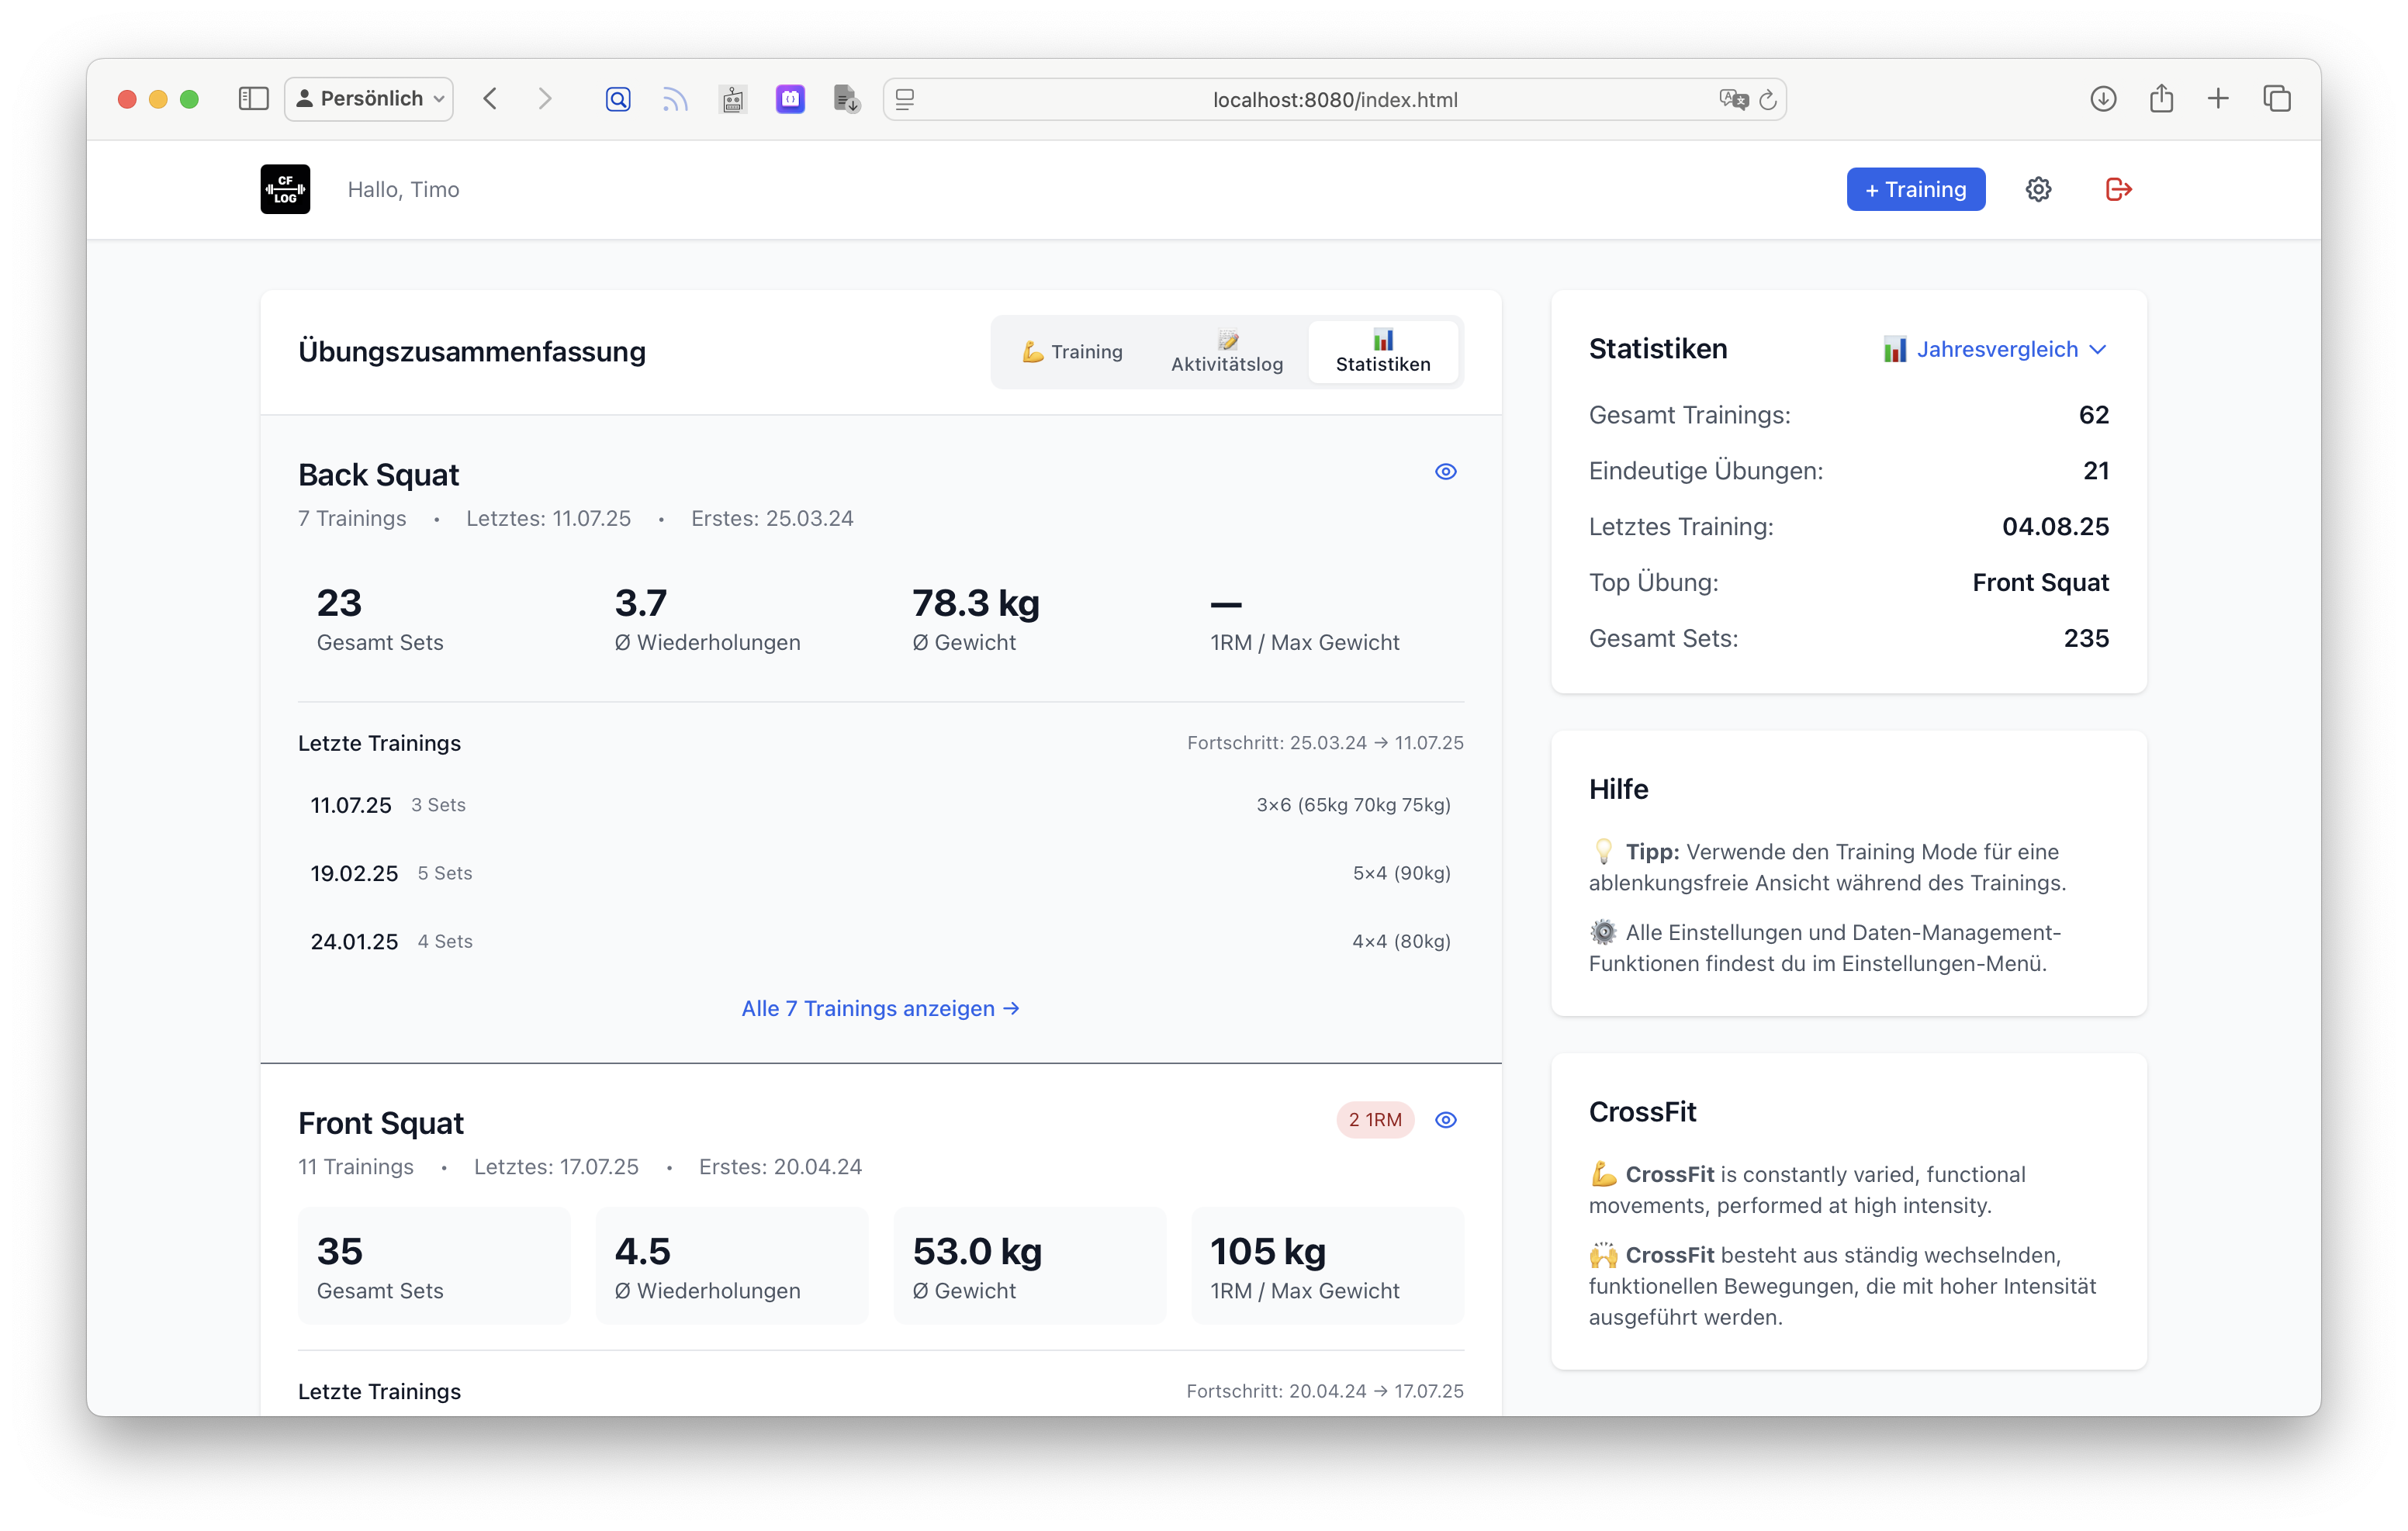 Persönlich
localhost:8080/index.html
CF
LOG
Hallo, Timo
+ Training
Übungszusammenfassung
💪 Training
📝
Aktivitätslog
📊
Statistiken
Back Squat
7 Trainings • Letztes: 11.07.25 • Erstes: 25.03.24
23
Gesamt Sets
3.7
Ø Wiederholungen
78.3 kg
Ø Gewicht
—
1RM / Max Gewicht
Letzte Trainings
Fortschritt: 25.03.24 → 11.07.25
11.07.25 3 Sets
3×6 (65kg 70kg 75kg)
19.02.25 5 Sets
5×4 (90kg)
24.01.25 4 Sets
4×4 (80kg)
Alle 7 Trainings anzeigen →
Front Squat
2 1RM
11 Trainings • Letztes: 17.07.25 • Erstes: 20.04.24
35
Gesamt Sets
4.5
Ø Wiederholungen
53.0 kg
Ø Gewicht
105 kg
1RM / Max Gewicht
Letzte Trainings
Fortschritt: 20.04.24 → 17.07.25
Statistiken
📊 Jahresvergleich
Gesamt Trainings: 62
Eindeutige Übungen: 21
Letztes Training: 04.08.25
Top Übung: Front Squat
Gesamt Sets: 235
Hilfe
💡 Tipp: Verwende den Training Mode für eine
ablenkungsfreie Ansicht während des Trainings.
⚙️ Alle Einstellungen und Daten-Management-
Funktionen findest du im Einstellungen-Menü.
CrossFit
💪 CrossFit is constantly varied, functional
movements, performed at high intensity.
🙌 CrossFit besteht aus ständig wechselnden,
funktionellen Bewegungen, die mit hoher Intensität
ausgeführt werden.